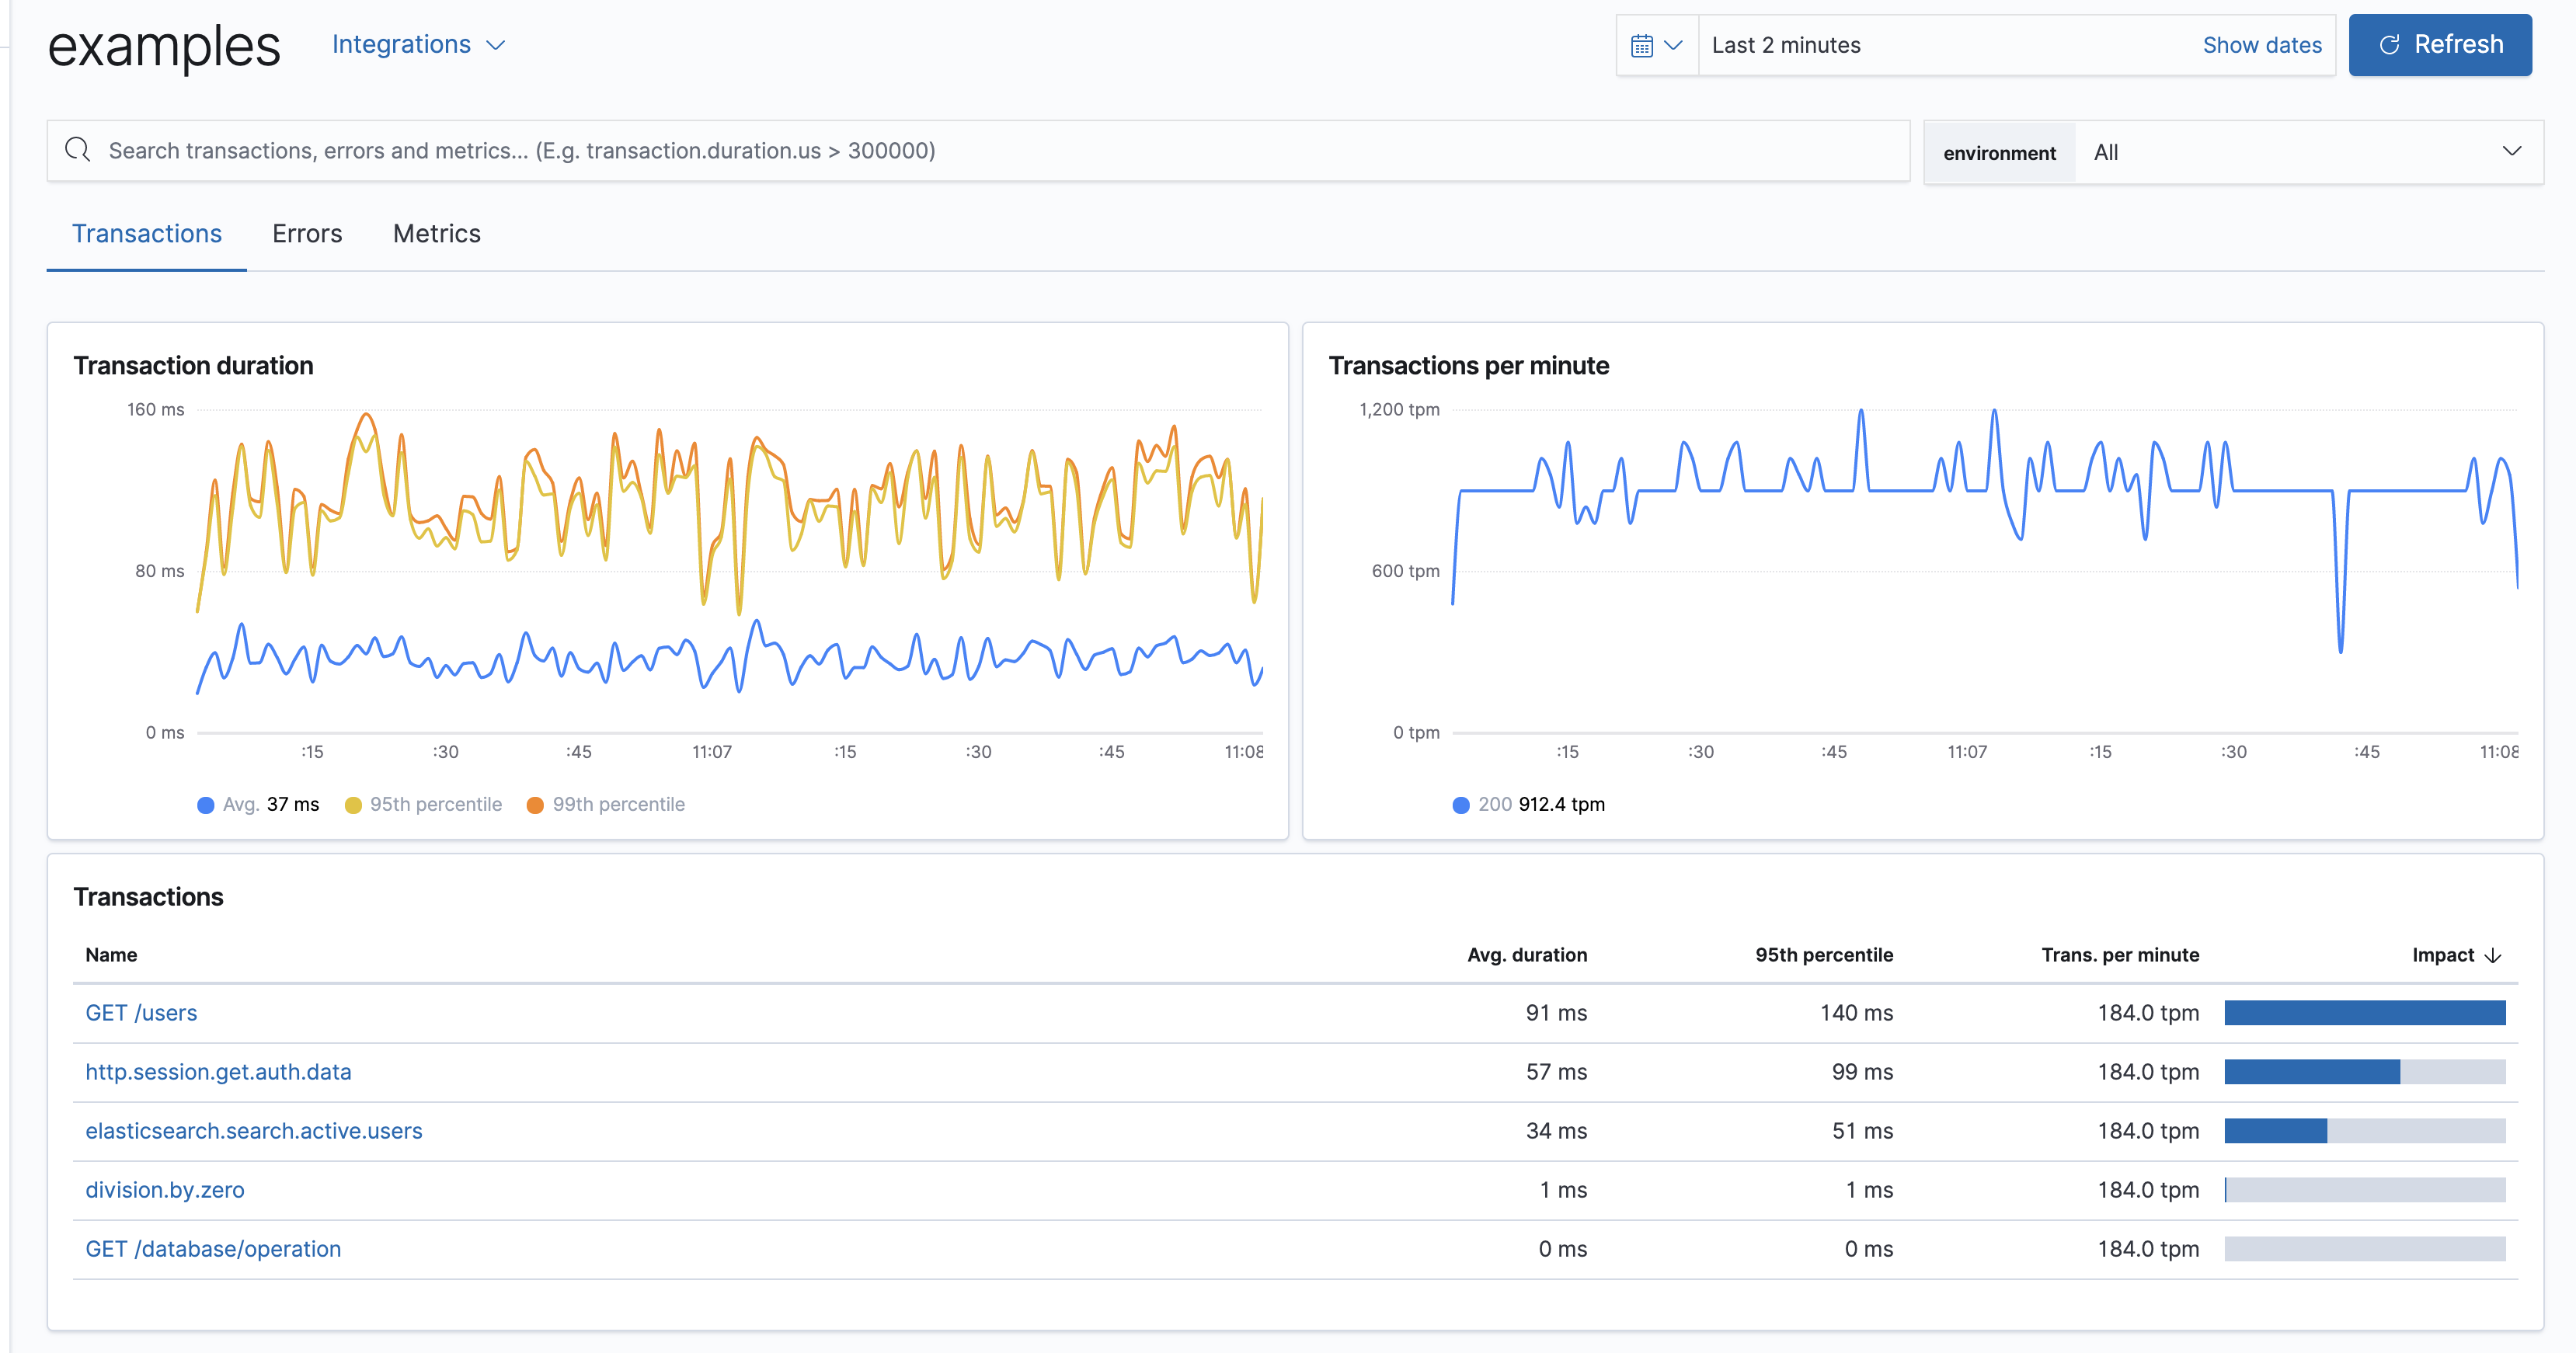 examples Integrations Last 2 minutes Show dates Refresh
Search transactions, errors and metrics... (E.g. transaction.duration.us > 300000) environment All
Transactions Errors Metrics
Transaction duration
160 ms
80 ms
0 ms
:15 :30 :45 11:07 :15 :30 :45 11:08
Avg. 37 ms 95th percentile 99th percentile
Transactions per minute
1,200 tpm
600 tpm
0 tpm
:15 :30 :45 11:07 :15 :30 :45 11:08
200 912.4 tpm
Transactions
Name Avg. duration 95th percentile Trans. per minute Impact
GET /users 91 ms 140 ms 184.0 tpm
http.session.get.auth.data 57 ms 99 ms 184.0 tpm
elasticsearch.search.active.users 34 ms 51 ms 184.0 tpm
division.by.zero 1 ms 1 ms 184.0 tpm
GET /database/operation 0 ms 0 ms 184.0 tpm